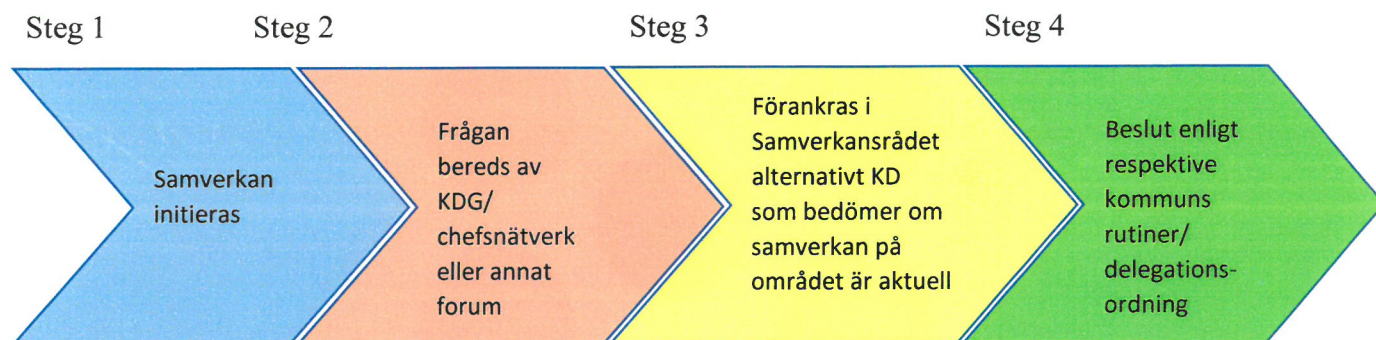 Steg 1
Steg 2
Steg 3
Steg 4
Samverkan
initieras
Frågan
bereds av
KDG/
chefsnätverk
eller annat
forum
Förankras i
Samverkansrådet
alternativt KD
som bedömer om
samverkan på
området är aktuell
Beslut enligt
respektive
kommuns
rutiner/
delegations-
ordning